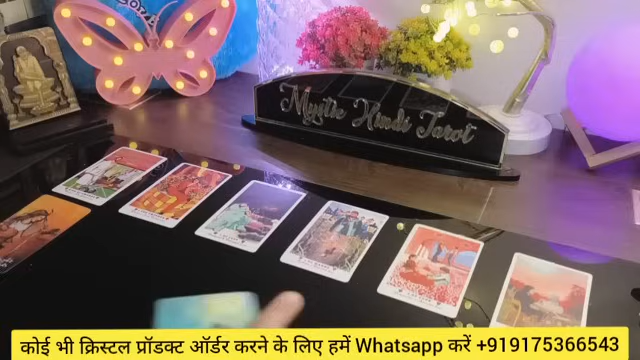 Mystic Hindi Tarot
कोई भी क्रिस्टल प्रॉडक्ट ऑर्डर करने के लिए हमें Whatsapp करें +919175366543